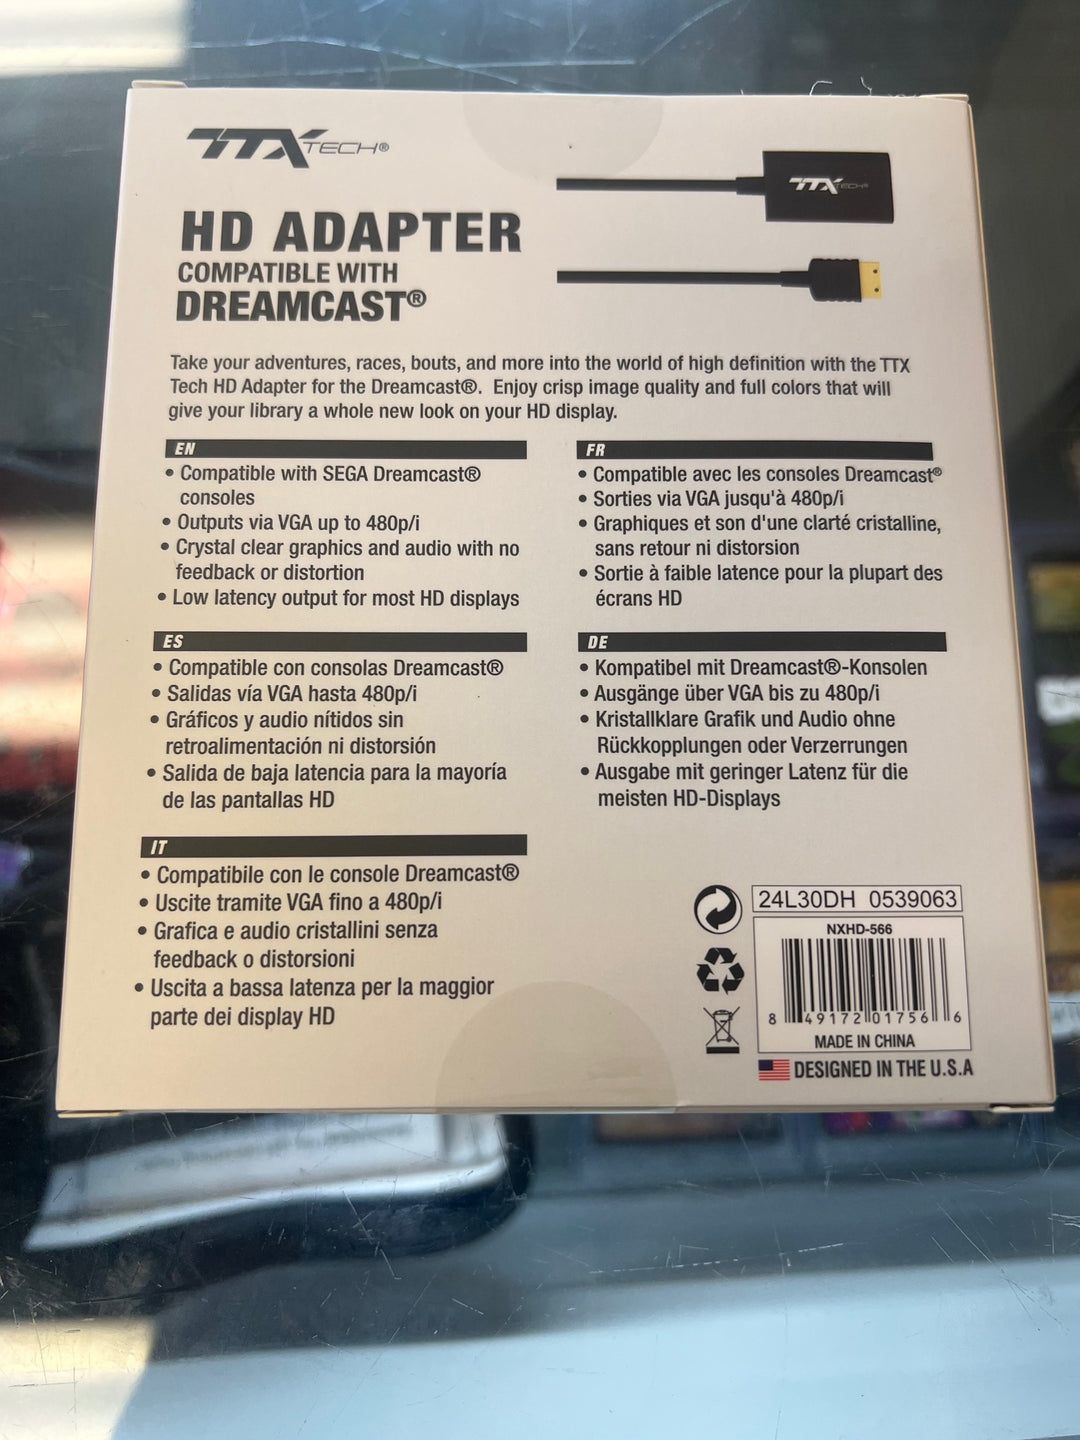 TTX TECH®
TTX TECH®
HD ADAPTER
COMPATIBLE WITH
DREAMCAST®
Take your adventures, races, bouts, and more into the world of high definition with the TTX
Tech HD Adapter for the Dreamcast®. Enjoy crisp image quality and full colors that will
give your library a whole new look on your HD display.
EN
• Compatible with SEGA Dreamcast®
consoles
• Outputs via VGA up to 480p/i
• Crystal clear graphics and audio with no
feedback or distortion
• Low latency output for most HD displays
FR
• Compatible avec les consoles Dreamcast®
• Sorties via VGA jusqu'à 480p/i
• Graphiques et son d'une clarté cristalline,
sans retour ni distorsion
• Sortie à faible latence pour la plupart des
écrans HD
ES
• Compatible con consolas Dreamcast®
• Salidas vía VGA hasta 480p/i
• Gráficos y audio nítidos sin
retroalimentación ni distorsión
• Salida de baja latencia para la mayoría
de las pantallas HD
DE
• Kompatibel mit Dreamcast®-Konsolen
• Ausgänge über VGA bis zu 480p/i
• Kristallklare Grafik und Audio ohne
Rückkopplungen oder Verzerrungen
• Ausgabe mit geringer Latenz für die
meisten HD-Displays
IT
• Compatibile con le console Dreamcast®
• Uscite tramite VGA fino a 480p/i
• Grafica e audio cristallini senza
feedback o distorsioni
• Uscita a bassa latenza per la maggior
parte dei display HD
24L30DH 0539063
NXHD-566
8 49172 01756 6
MADE IN CHINA
DESIGNED IN THE U.S.A